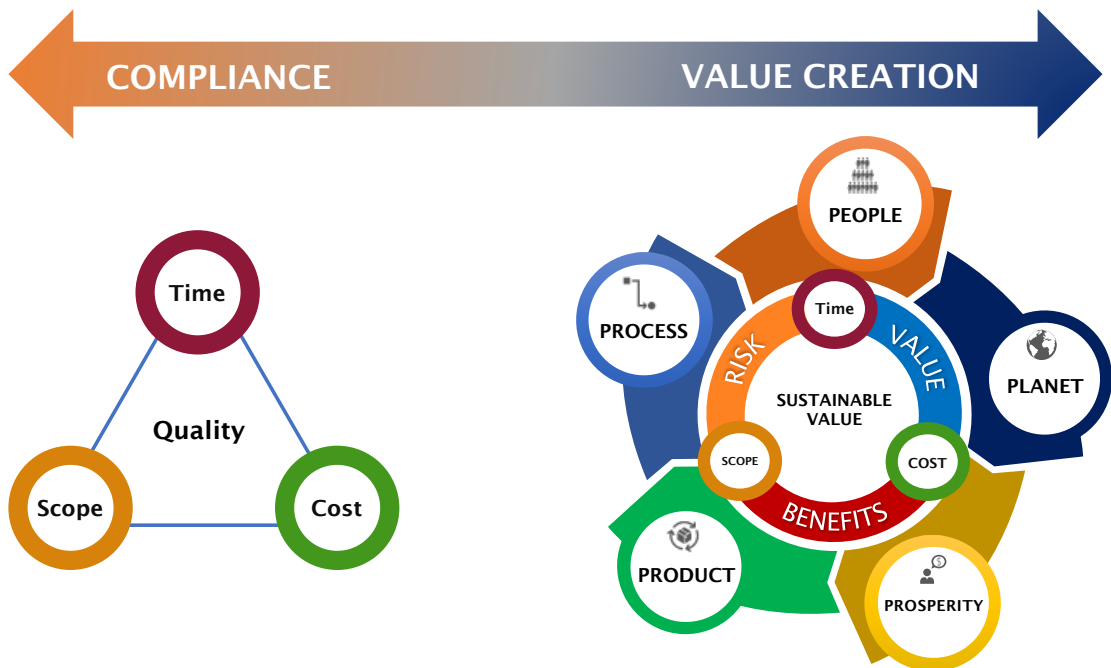 COMPLIANCE
VALUE CREATION
Time
Quality
Scope
Cost
PEOPLE
PROCESS
Time
RISK
VALUE
PLANET
SUSTAINABLE
VALUE
SCOPE
COST
BENEFITS
PRODUCT
$
PROSPERITY